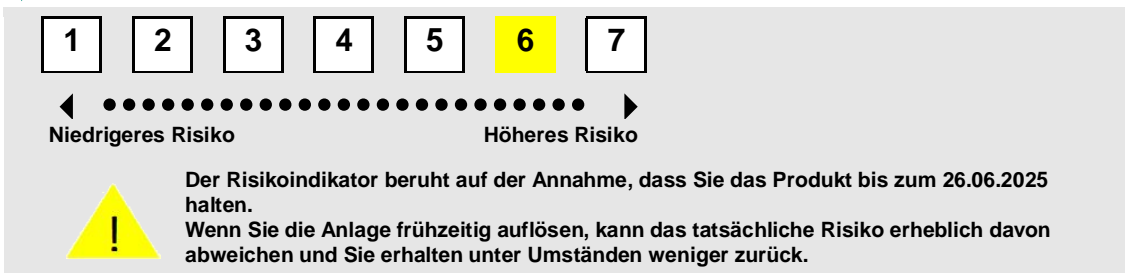 1 2 3 4 5 6 7
Niedrigeres Risiko Höheres Risiko
Der Risikoindikator beruht auf der Annahme, dass Sie das Produkt bis zum 26.06.2025
halten.
Wenn Sie die Anlage frühzeitig auflösen, kann das tatsächliche Risiko erheblich davon
abweichen und Sie erhalten unter Umständen weniger zurück.
!